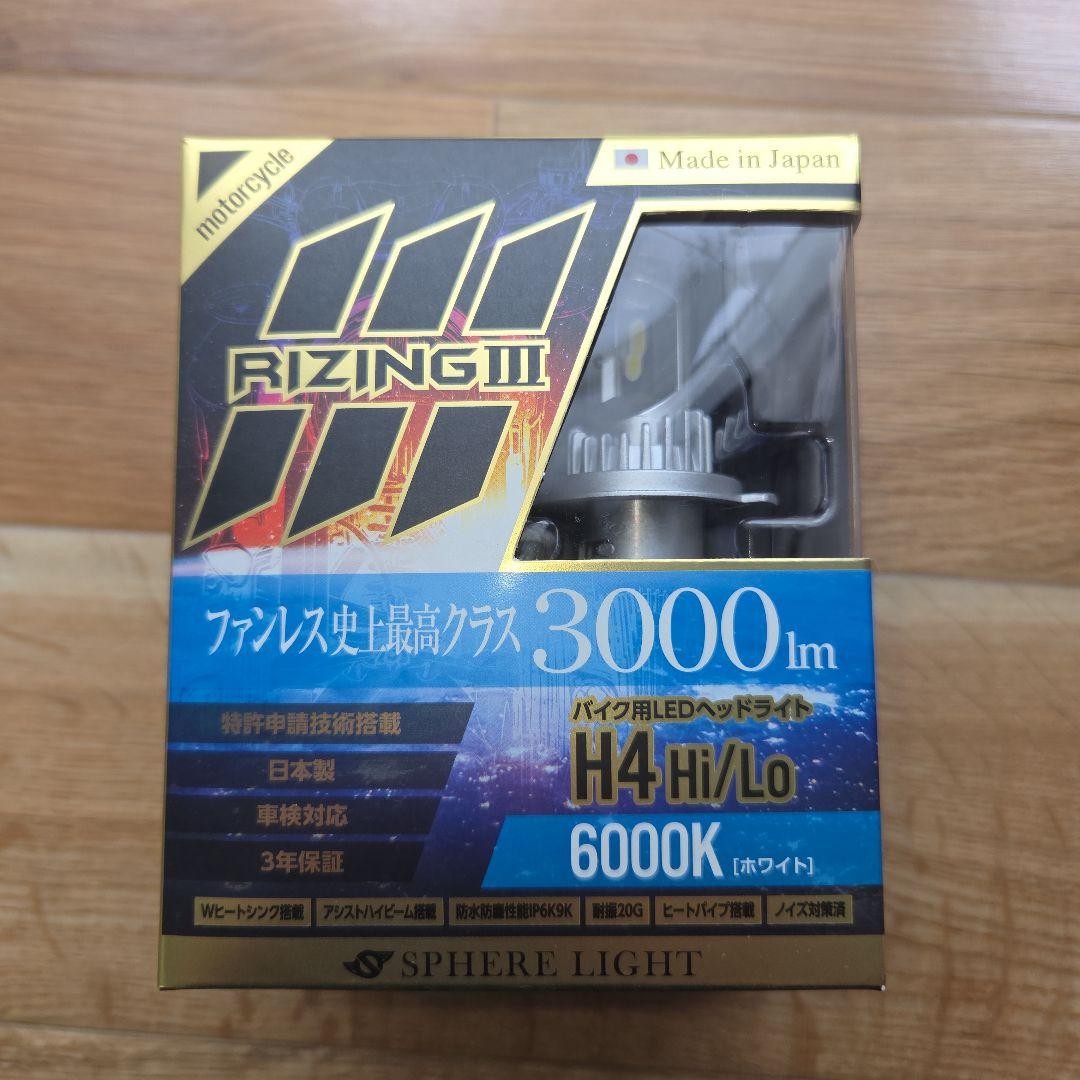 motorcycle
Made in Japan
RIZING III
ファンレス史上最高クラス 3000lm
特許申請技術搭載
日本製
車検対応
3年保証
バイク用LEDヘッドライト
H4 Hi/Lo
6000K [ホワイト]
Wヒートシンク搭載 アシストハイビーム搭載 防水防塵性能IP6K9K 耐振20G ヒートパイプ搭載 ノイズ対策済
SPHERE LIGHT